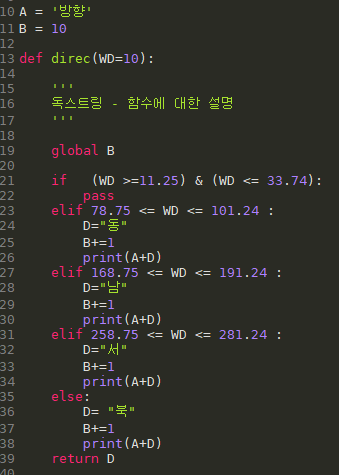 10 A = '방향'
11 B = 10
12
13 def direc(WD=10):
14
15     '''
16     독스트링 - 함수에 대한 설명
17     '''
18
19     global B
20
21     if   (WD >=11.25) & (WD <= 33.74):
22         pass
23     elif 78.75 <= WD <= 101.24 :
24         D="동"
25         B+=1
26         print(A+D)
27     elif 168.75 <= WD <= 191.24 :
28         D="남"
29         B+=1
30         print(A+D)
31     elif 258.75 <= WD <= 281.24 :
32         D="서"
33         B+=1
34         print(A+D)
35     else:
36         D= "북"
37         B+=1
38         print(A+D)
39     return D